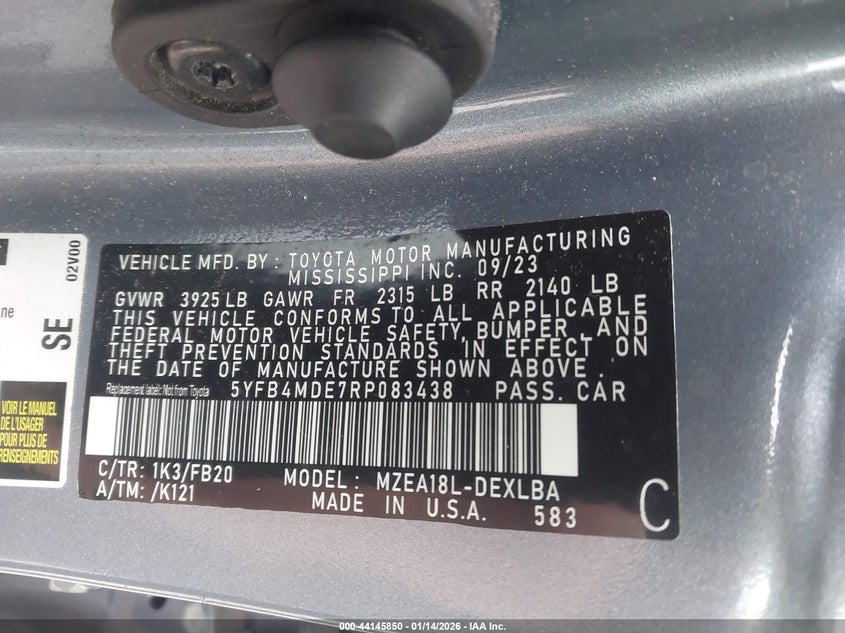 02V00
ne
SE
VOIR LE MANUEL
DE L'USAGER
POUR PLUS DE
RENSEIGNEMENTS
VEHICLE MFD. BY : TOYOTA MOTOR MANUFACTURING
MISSISSIPPI INC. 09/23
GVWR 3925 LB GAWR FR 2315 LB RR 2140 LB
THIS VEHICLE CONFORMS TO ALL APPLICABLE
FEDERAL MOTOR VEHICLE SAFETY, BUMPER, AND
THEFT PREVENTION STANDARDS IN EFFECT ON
THE DATE OF MANUFACTURE SHOWN ABOVE.
Replacement label: Not from Toyota 5YFB4MDE7RP083438 PASS. CAR
C/TR: 1K3/FB20 MODEL : MZEA18L-DEXLBA
A/TM: /K121 MADE IN U.S.A. 583 C
000-44145850 - 01/14/2026 - IAA Inc.